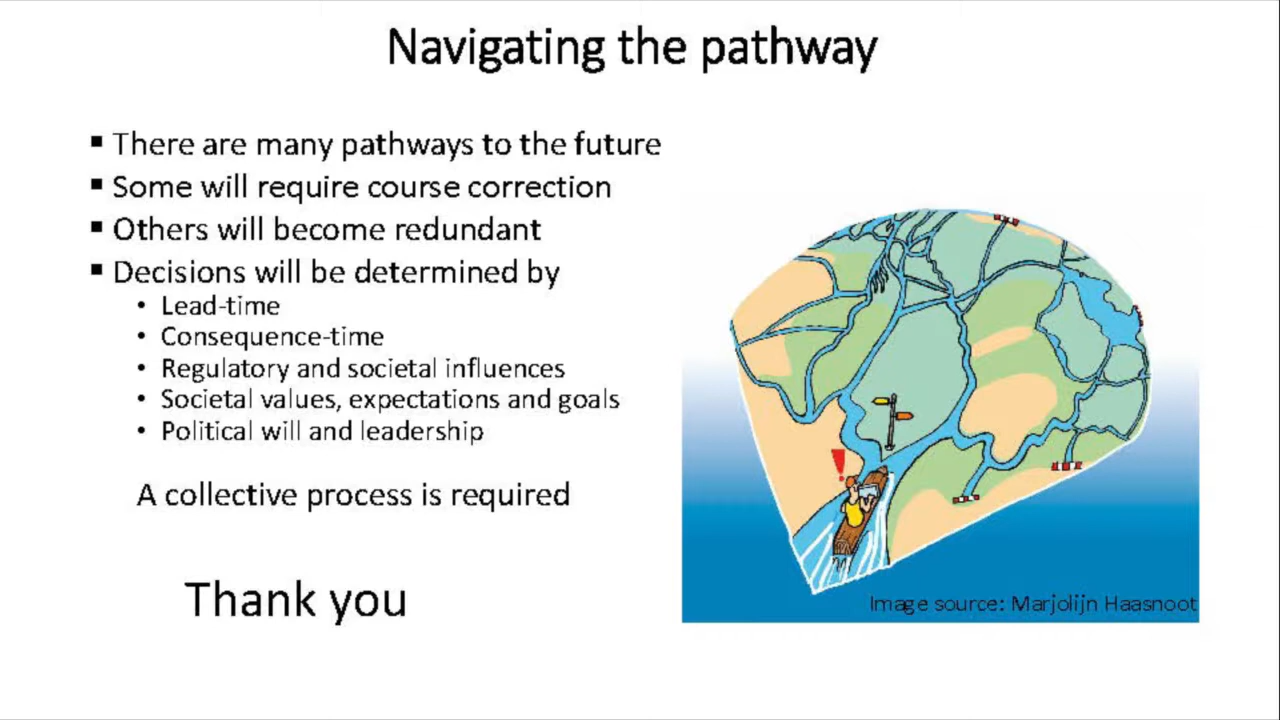 Navigating the pathway
▪ There are many pathways to the future
▪ Some will require course correction
▪ Others will become redundant
▪ Decisions will be determined by
• Lead-time
• Consequence-time
• Regulatory and societal influences
• Societal values, expectations and goals
• Political will and leadership
A collective process is required
Thank you
!
Image source: Marjolijn Haasnoot